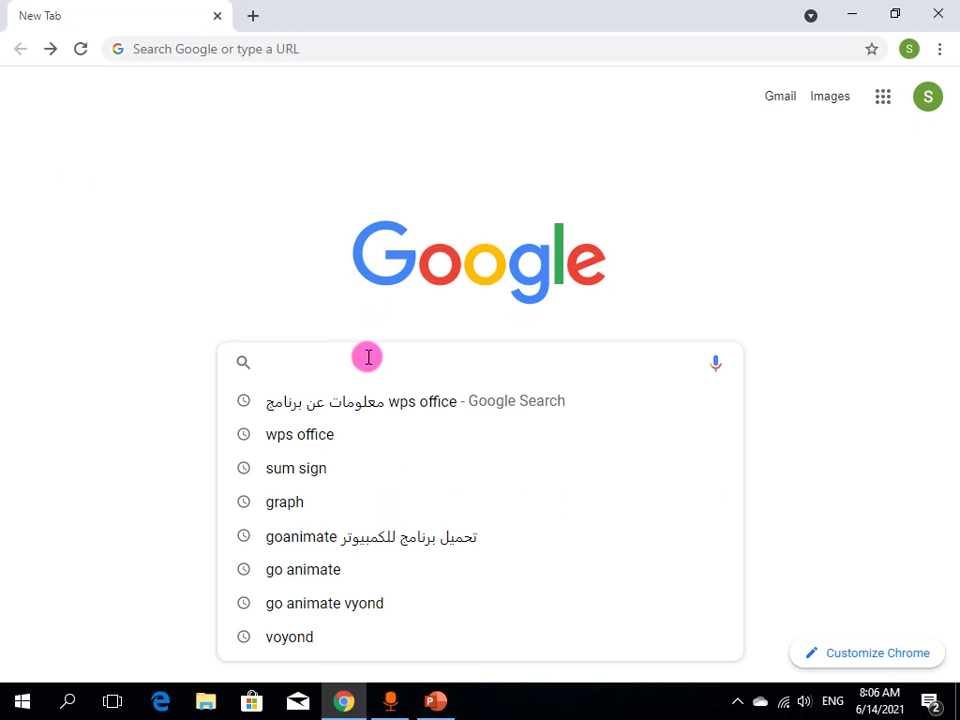 New Tab
Search Google or type a URL
S
Gmail
Images
S
Google
معلومات عن برنامج wps office - Google Search
wps office
sum sign
graph
goanimate تحميل برنامج للكمبيوتر
go animate
go animate vyond
voyond
Customize Chrome
ENG
8:06 AM
6/14/2021
2